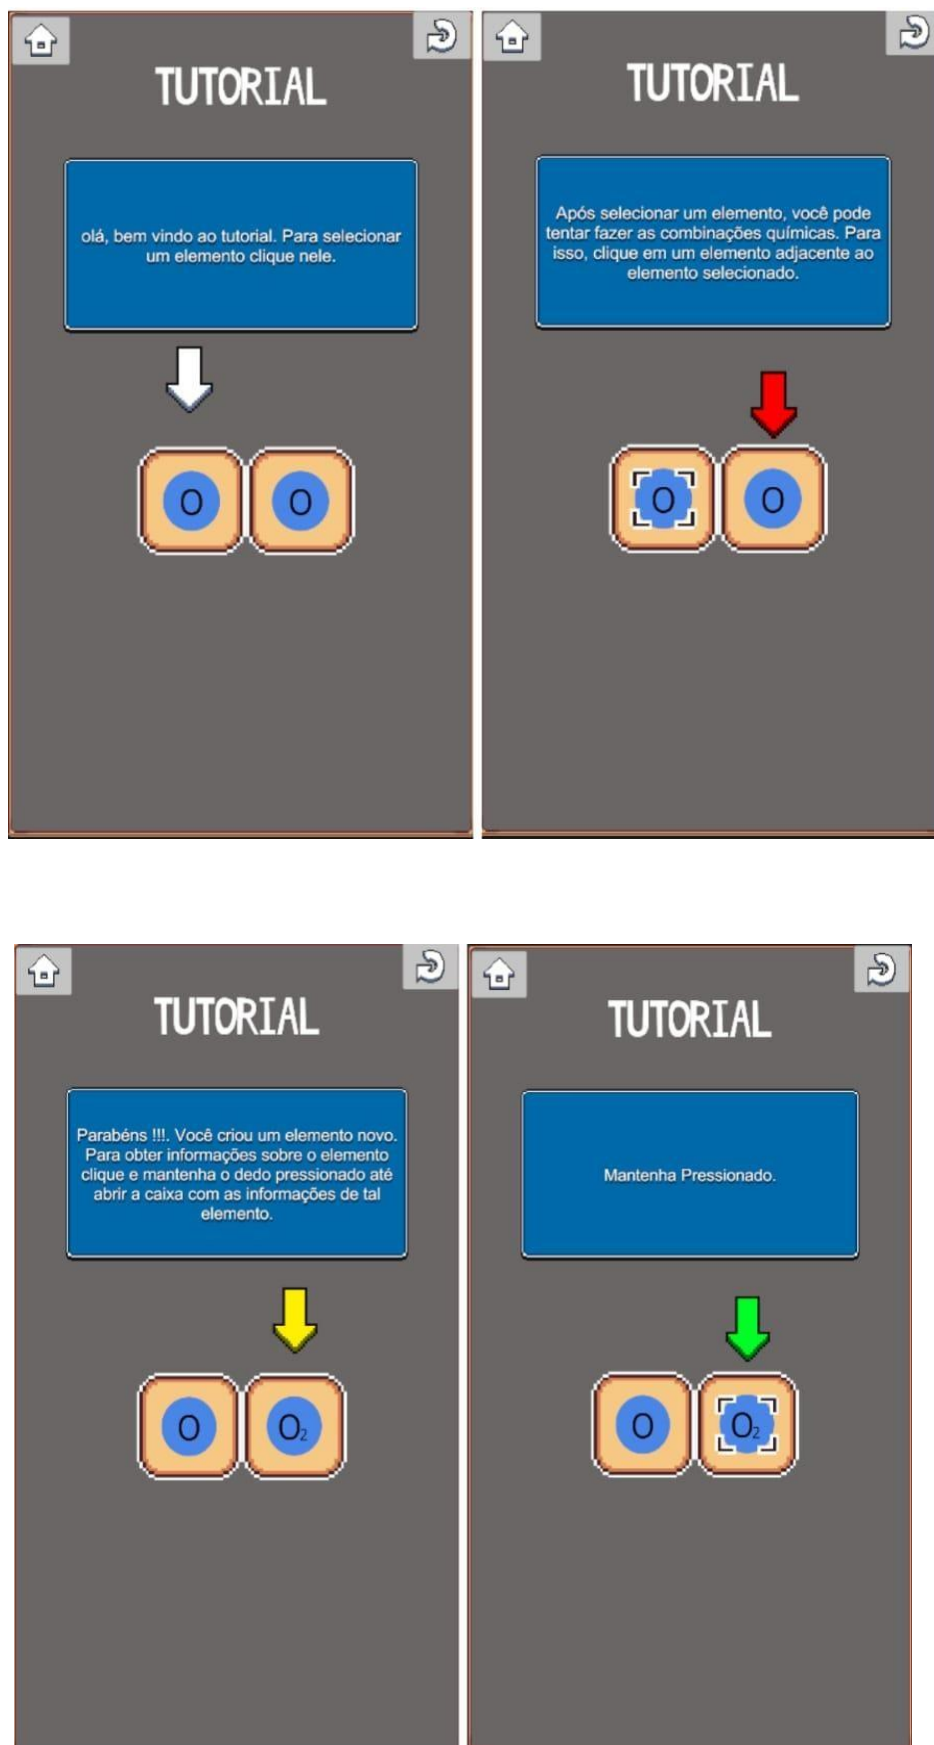 TUTORIAL
olá, bem vindo ao tutorial. Para selecionar
um elemento clique nele.
O O
TUTORIAL
Após selecionar um elemento, você pode
tentar fazer as combinações químicas. Para
isso, clique em um elemento adjacente ao
elemento selecionado.
O O
TUTORIAL
Parabéns !!!. Você criou um elemento novo.
Para obter informações sobre o elemento
clique e mantenha o dedo pressionado até
abrir a caixa com as informações de tal
elemento.
O O₂
TUTORIAL
Mantenha Pressionado.
O O₂